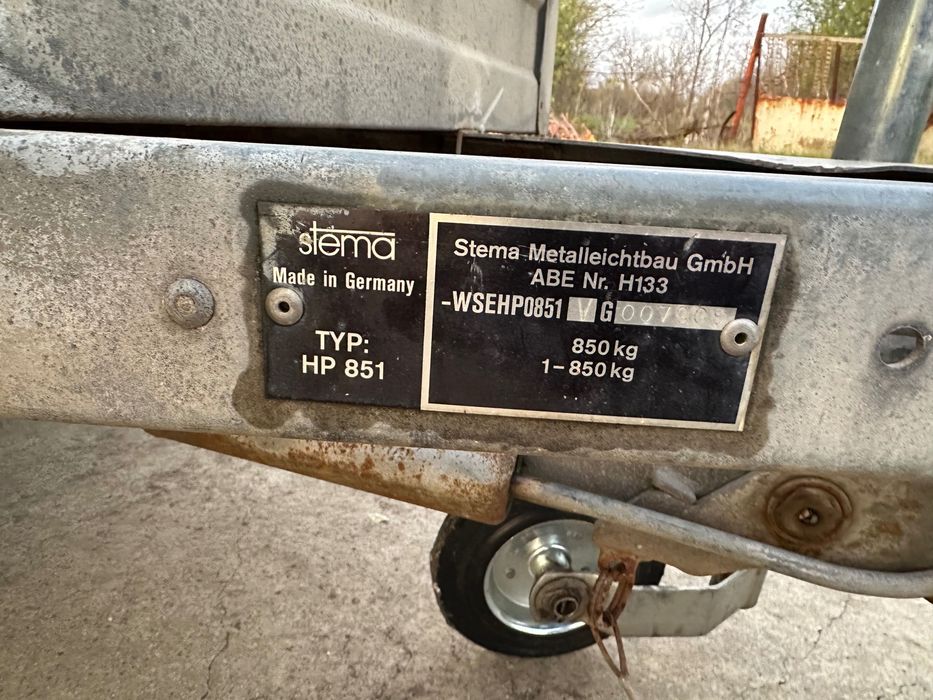 stema
Made in Germany
TYP:
HP 851
Stema Metalleichtbau GmbH
ABE Nr. H133
-WSEHP0851 V G
850 kg
1-850 kg